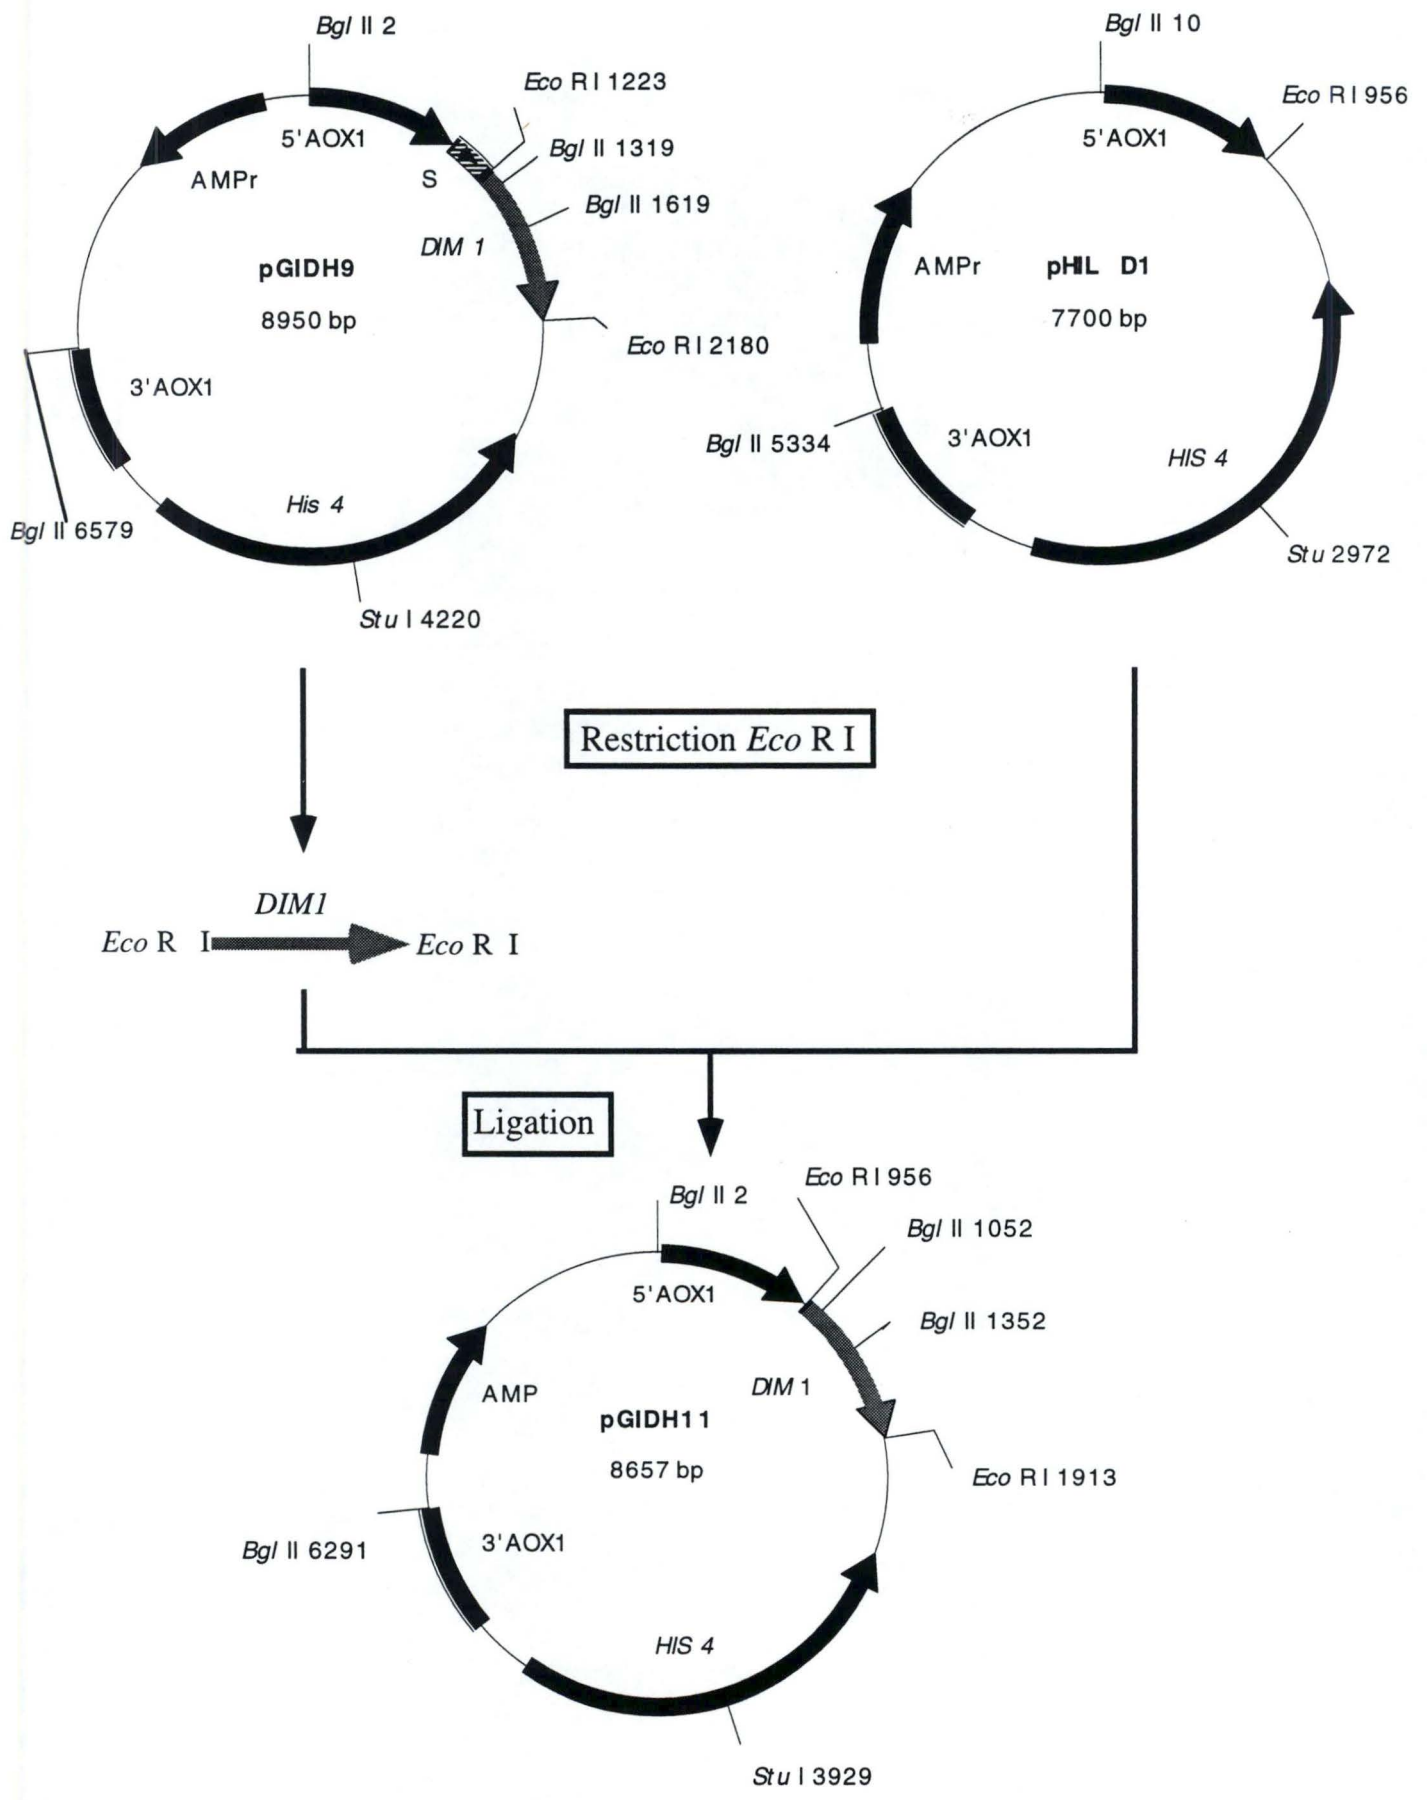 Bgl II 2
Eco R I 1223
5'AOX1
Bgl II 1319
AMPr
S
Bgl II 1619
DIM 1
pGIDH9
8950 bp
Eco R I 2180
3'AOX1
His 4
Bgl II 6579
Stu I 4220
Bgl II 10
Eco R I 956
5'AOX1
AMPr
pHIL D1
7700 bp
Bgl II 5334
3'AOX1
HIS 4
Stu 2972
Restriction Eco R I
DIM1
Eco R I
Eco R I
Ligation
Eco R I 956
Bgl II 2
Bgl II 1052
5'AOX1
Bgl II 1352
DIM 1
AMP
pGIDH11
8657 bp
Eco R I 1913
Bgl II 6291
3'AOX1
HIS 4
Stu I 3929